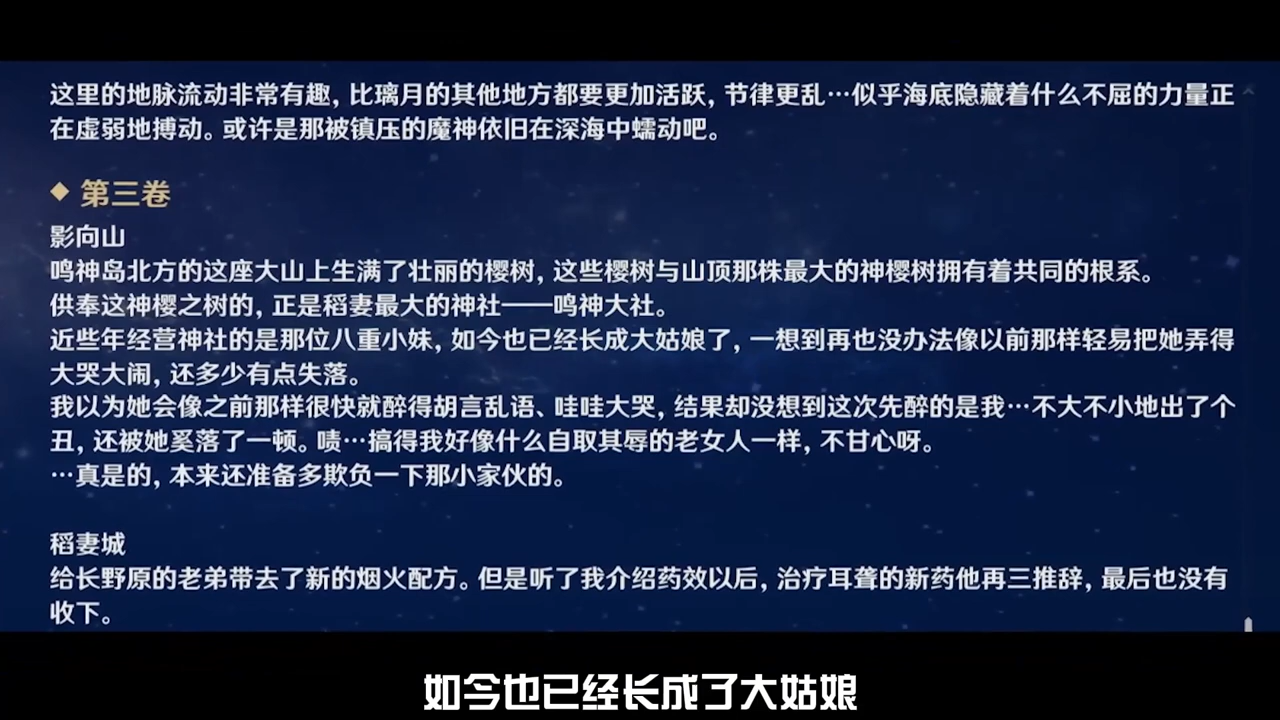 这里的地脉流动非常有趣，比璃月的其他地方都要更加活跃，节律更乱…似乎海底隐藏着什么不屈的力量正
在虚弱地搏动。或许是那被镇压的魔神依旧在深海中蠕动吧。
◆ 第三卷
影向山
鸣神岛北方的这座大山上生满了壮丽的樱树，这些樱树与山顶那株最大的神樱树拥有着共同的根系。
供奉这神樱之树的，正是稻妻最大的神社——鸣神大社。
近些年经营神社的是那位八重小妹，如今也已经长成大姑娘了，一想到再也没办法像以前那样轻易把她弄得
大哭大闹，还多少有点失落。
我以为她会像之前那样很快就醉得胡言乱语、哇哇大哭，结果却没想到这次先醉的是我…不大不小地出了个
丑，还被她奚落了一顿。啧…搞得我好像什么自取其辱的老女人一样，不甘心呀。
…真是的，本来还准备多欺负一下那小家伙的。
稻妻城
给长野原的老弟带去了新的烟火配方。但是听了我介绍药效以后，治疗耳聋的新药他再三推辞，最后也没有
收下。
如今也已经长成了大姑娘